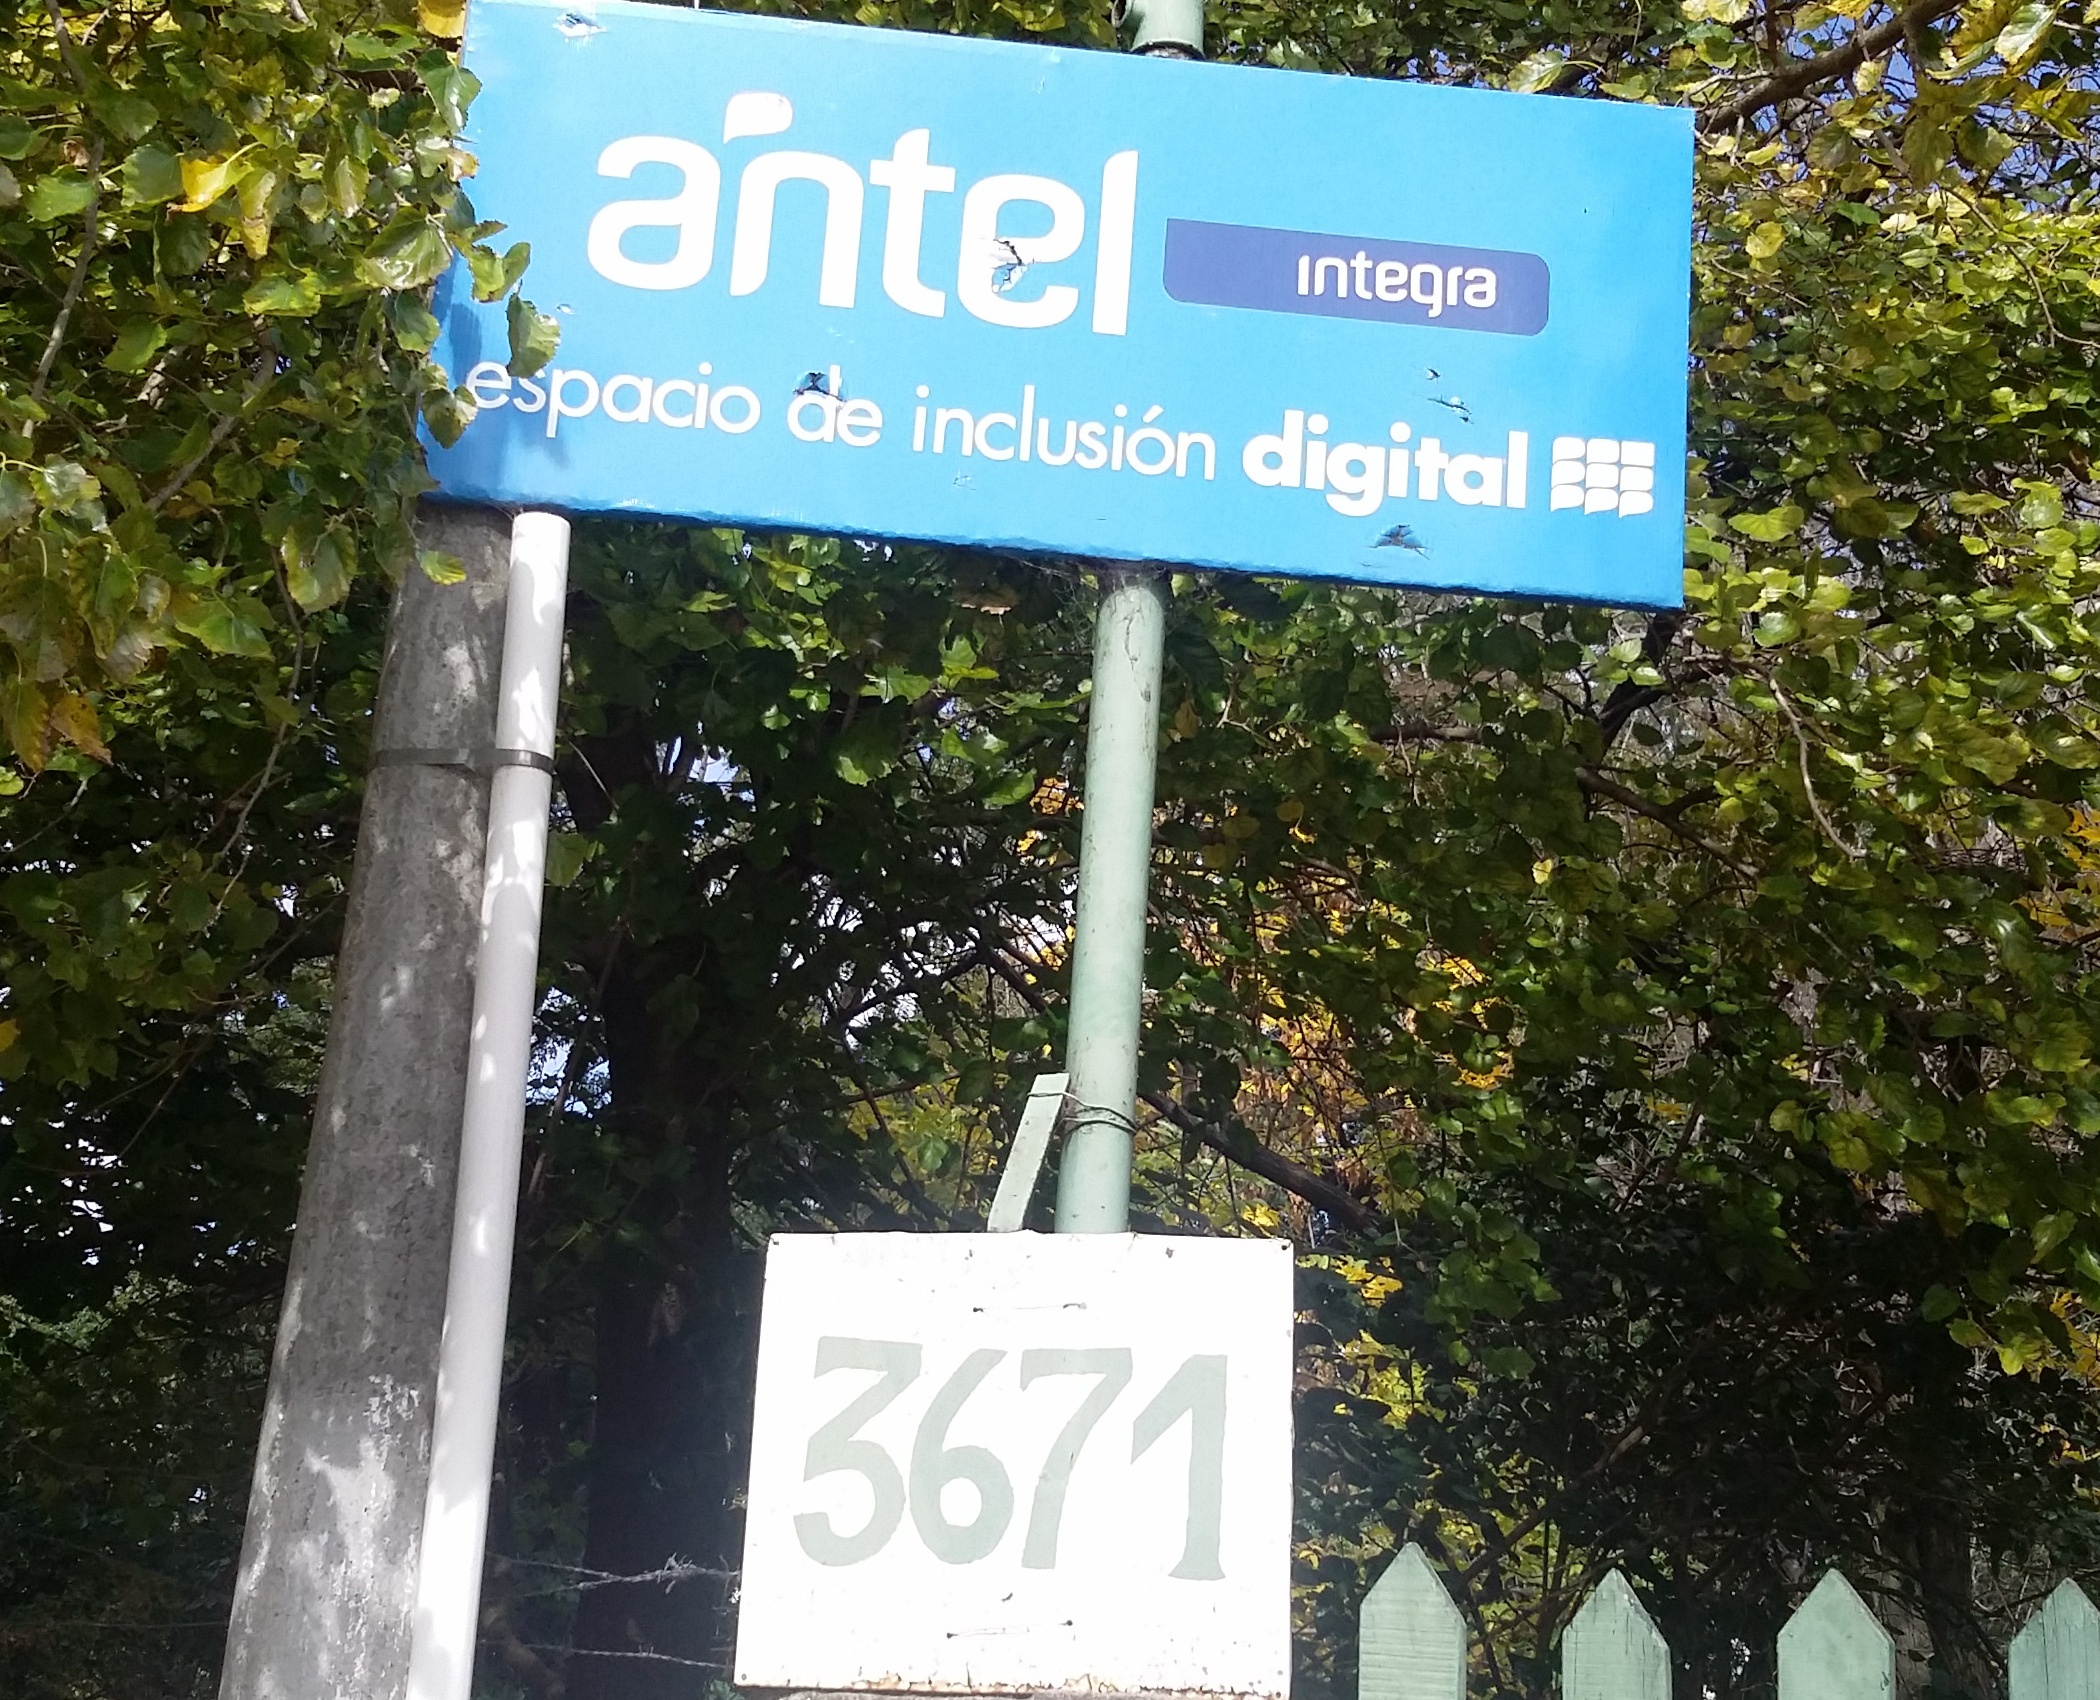 antel integra
espacio de inclusión digital
3671